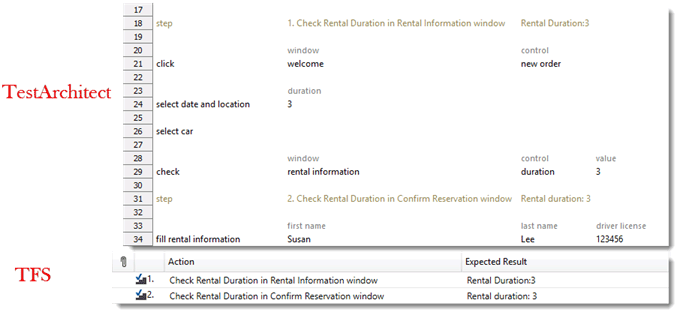 17
18 step 1. Check Rental Duration in Rental Information window Rental Duration:3
19
20 window control
21 click welcome new order
22
23 duration
TestArchitect
24 select date and location 3
25
26 select car
27
28 window control value
29 check rental information duration 3
30
31 step 2. Check Rental Duration in Confirm Reservation window Rental duration: 3
32
33 first name last name driver license
34 fill rental information Susan Lee 123456
TFS
Action Expected Result
1. Check Rental Duration in Rental Information window Rental Duration:3
2. Check Rental Duration in Confirm Reservation window Rental duration: 3